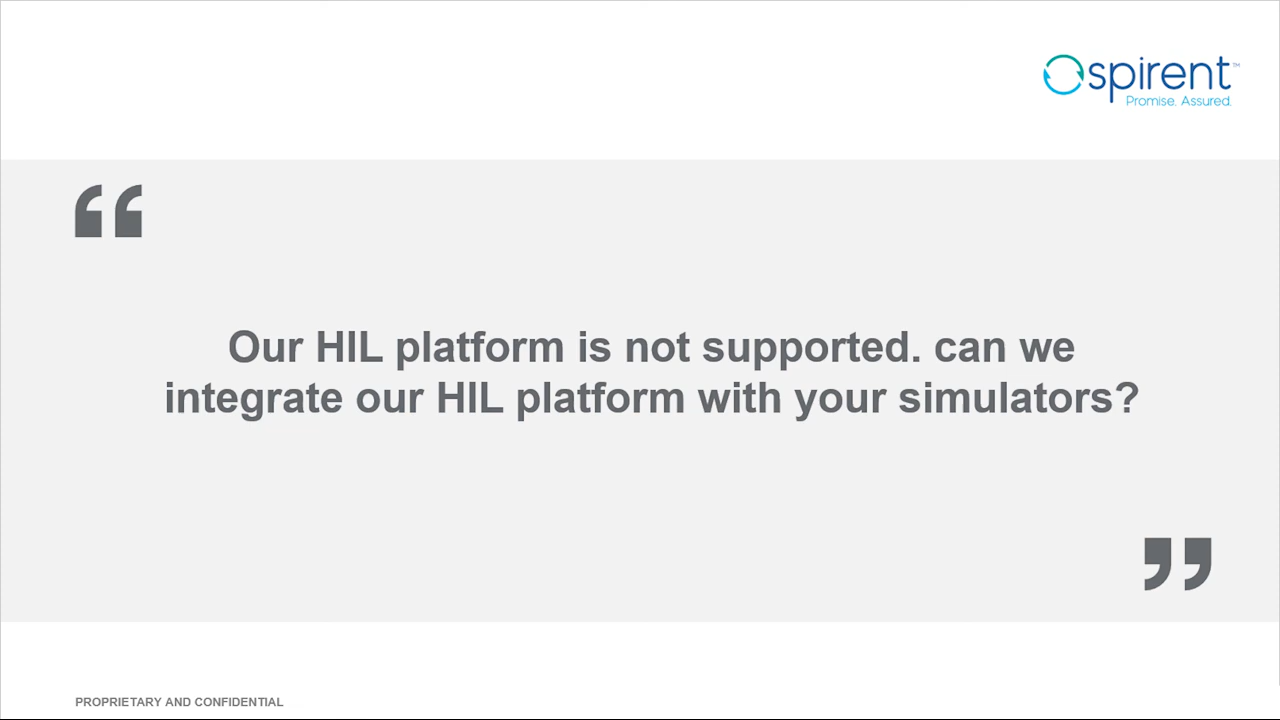 spirent™
Promise. Assured.
“
Our HIL platform is not supported. can we
integrate our HIL platform with your simulators?
”
PROPRIETARY AND CONFIDENTIAL